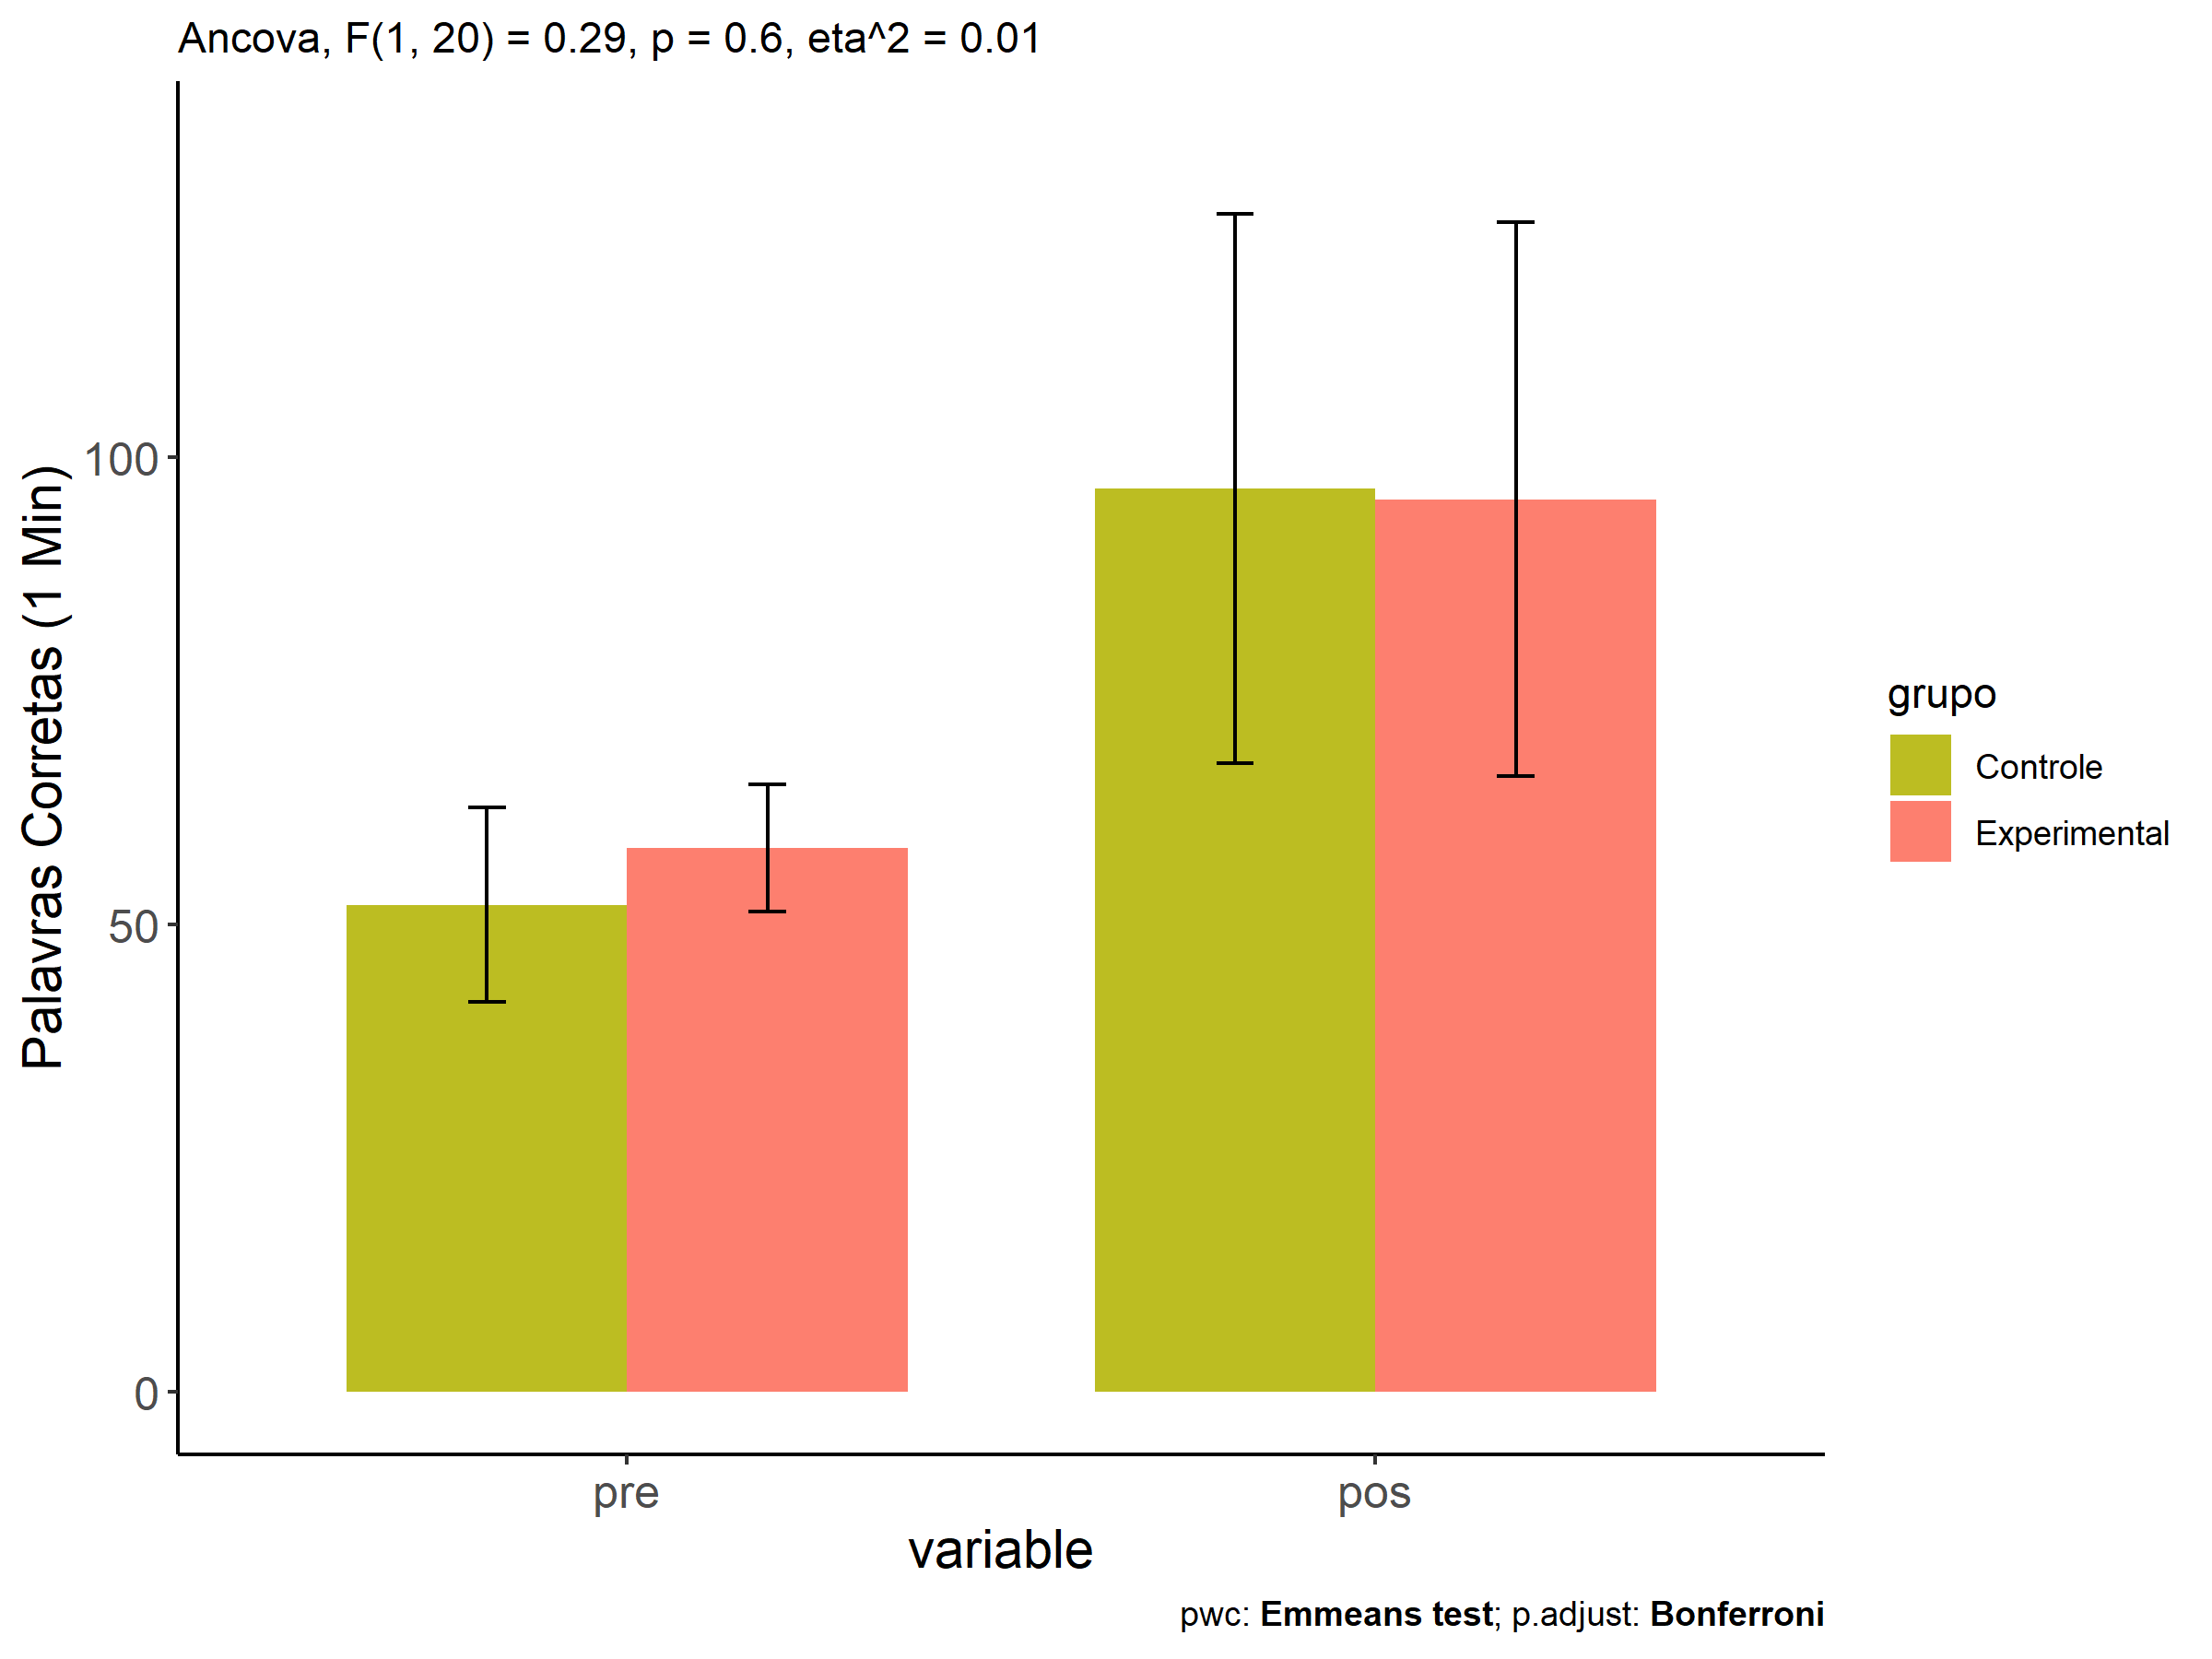 Ancova, F(1, 20) = 0.29, p = 0.6, eta^2 = 0.01
Palavras Corretas (1 Min)
100
50
0
pre
pos
variable
grupo
Controle
Experimental
pwc: Emmeans test; p.adjust: Bonferroni